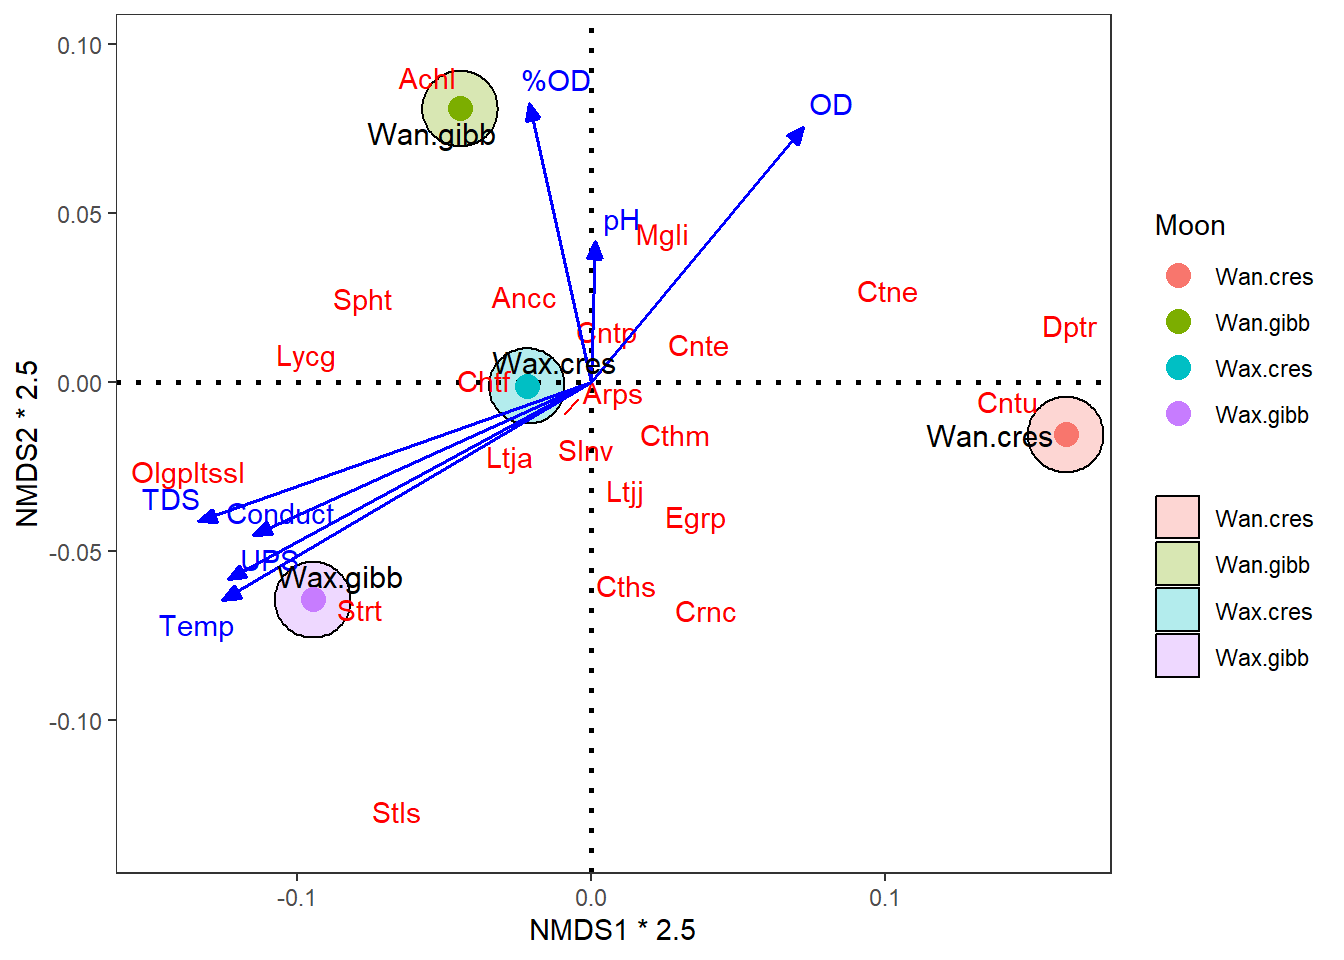 0.10
0.05
0.00
-0.05
-0.10
NMDS2 * 2.5
Achl
%OD
OD
Wan.gibb
pH
Mgli
Spht
Ancc
Ctne
Cntp
Dptr
Lycg
Cnte
Wax.cres
Chtf
Arps
Cntu
Wan.cres
Cthm
Slnv
Ltja
Olgpltssl
TDS
Ltjj
Conduct
Egrp
UPS
Wax.gibb
Cths
Strt
Crnc
Temp
Stls
-0.1
0.0
0.1
NMDS1 * 2.5
Moon
Wan.cres
Wan.gibb
Wax.cres
Wax.gibb
Wan.cres
Wan.gibb
Wax.cres
Wax.gibb